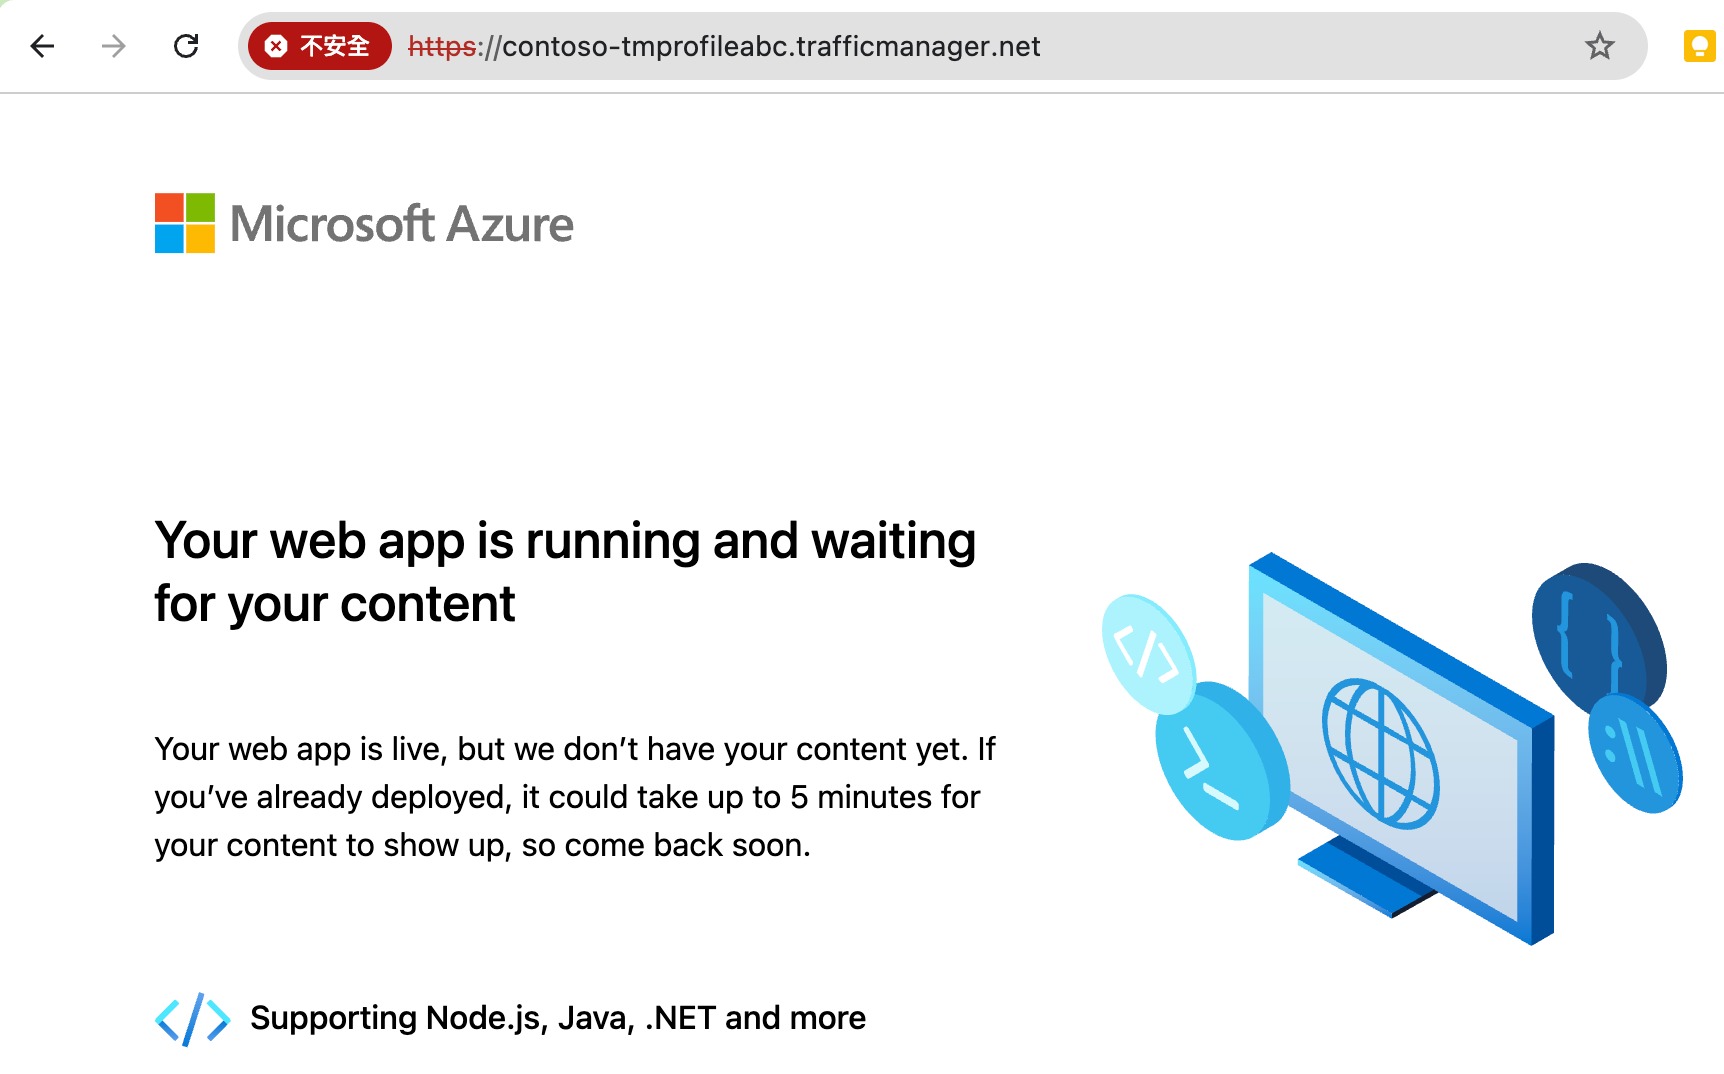 不安全 https://contoso-tmprofileabc.trafficmanager.net
Microsoft Azure
Your web app is running and waiting
for your content
Your web app is live, but we don’t have your content yet. If
you’ve already deployed, it could take up to 5 minutes for
your content to show up, so come back soon.
Supporting Node.js, Java, .NET and more